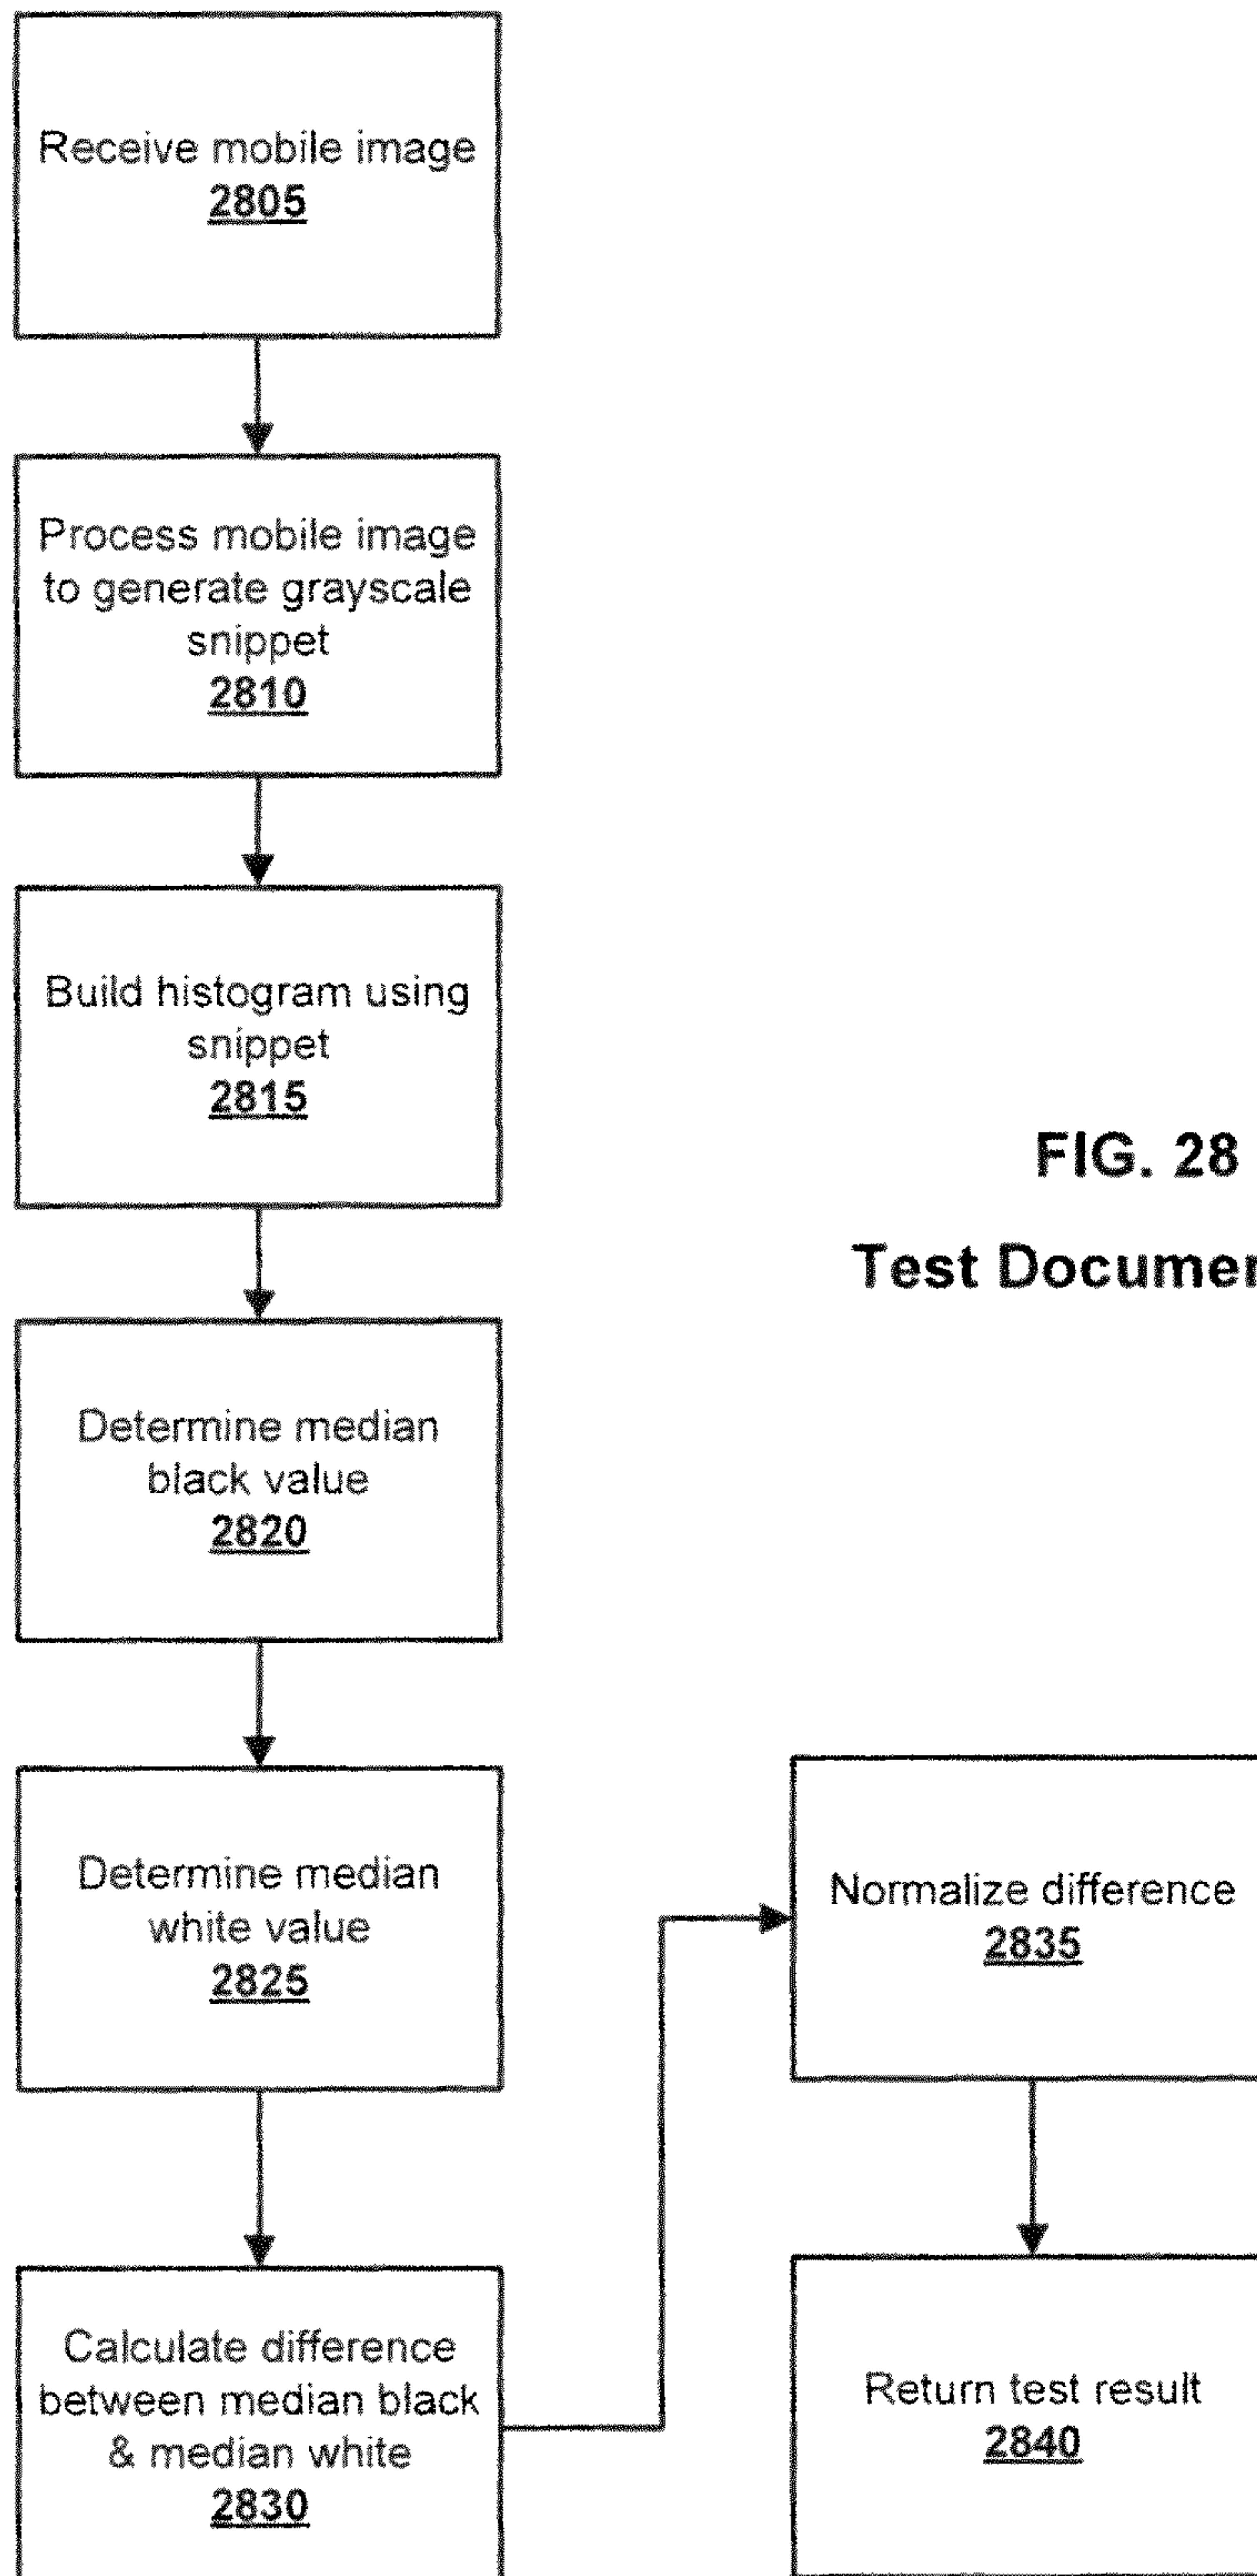 Receive mobile image
2805
Process mobile image
to generate grayscale
snippet
2810
Build histogram using
snippet
2815
FIG. 28
Test
Determine median
black value
2820
Determine median
white value
2825
Normalize difference
2835
Calculate difference
between median black
& median white
2830
Return test result
2840